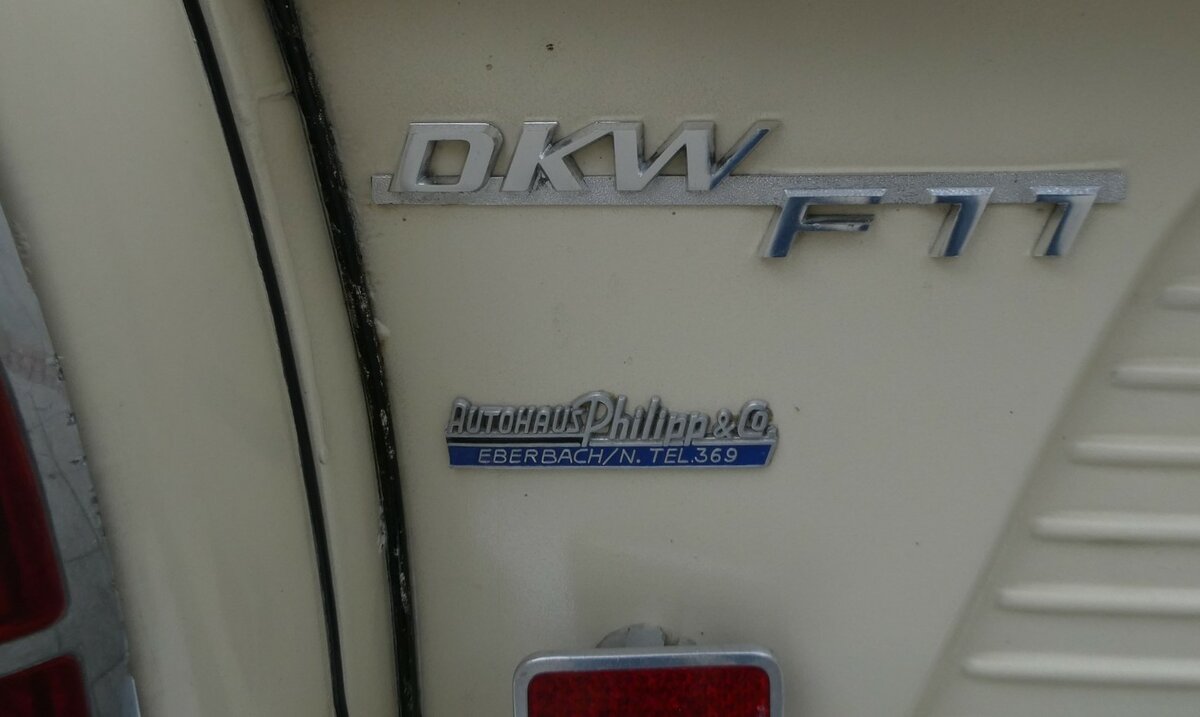 DKW
F11
AUTOHAUS Philipp & Co.
EBERBACH/N. TEL.369